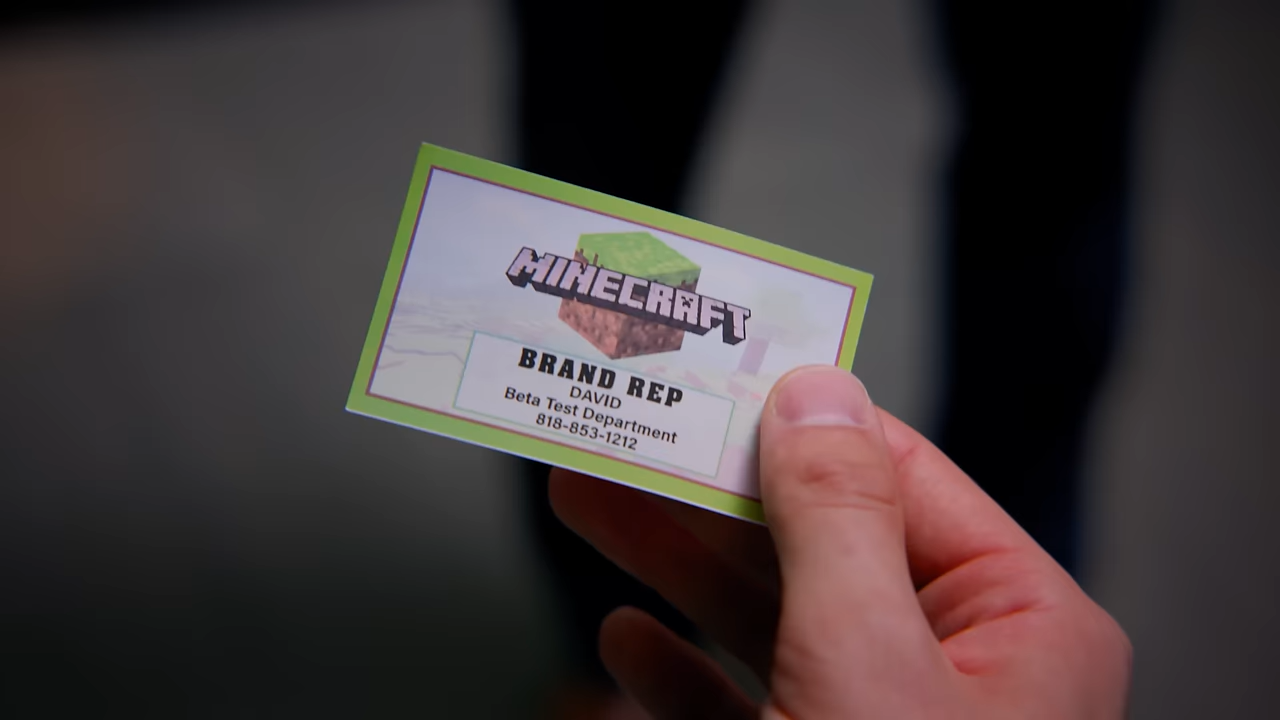 MINECRAFT
BRAND REP
DAVID
Beta Test Department
818-853-1212